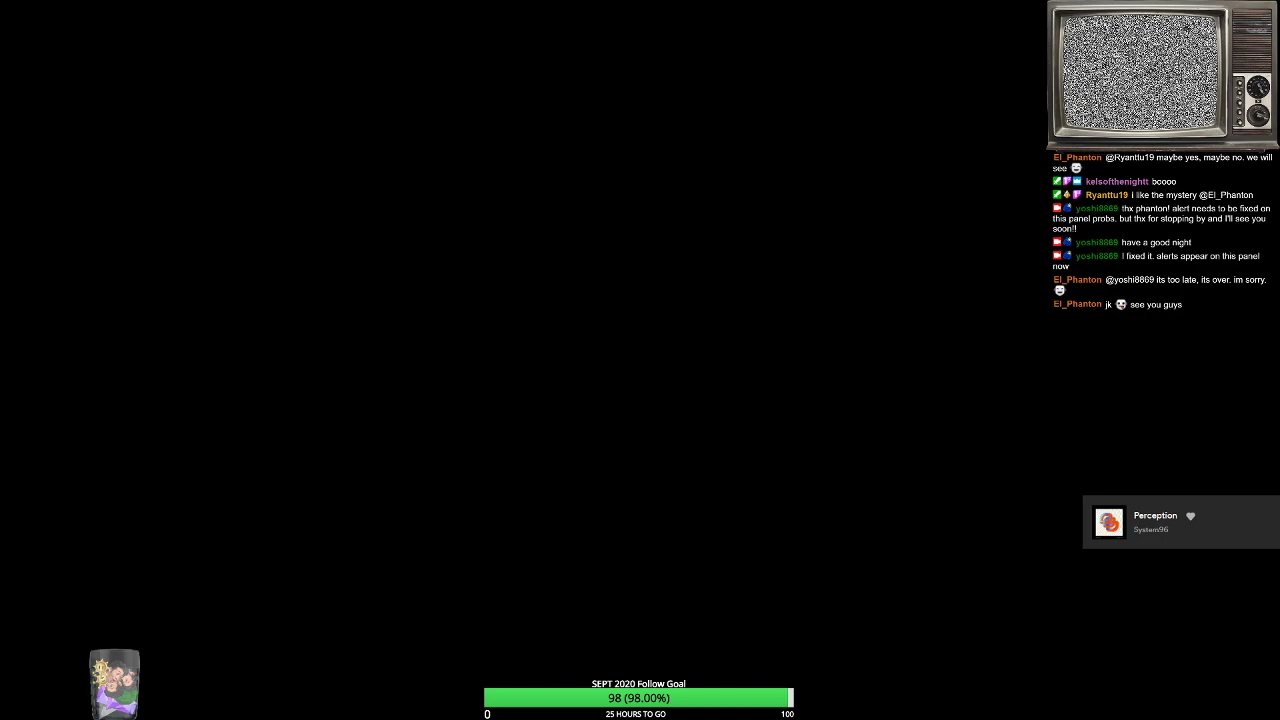 El_Phanton @Ryanttu19 maybe yes, maybe no. we will
see
kelsofthenightt boooo
Ryanttu19 i like the mystery @El_Phanton
yoshi8869 thx phanton! alert needs to be fixed on
this panel probs. but thx for stopping by and I'll see you
soon!!
yoshi8869 have a good night
yoshi8869 I fixed it. alerts appear on this panel
now
El_Phanton @yoshi8869 its too late, its over. im sorry.
El_Phanton jk see you guys
Perception
System96
SEPT 2020 Follow Goal
98 (98.00%)
0 25 HOURS TO GO 100